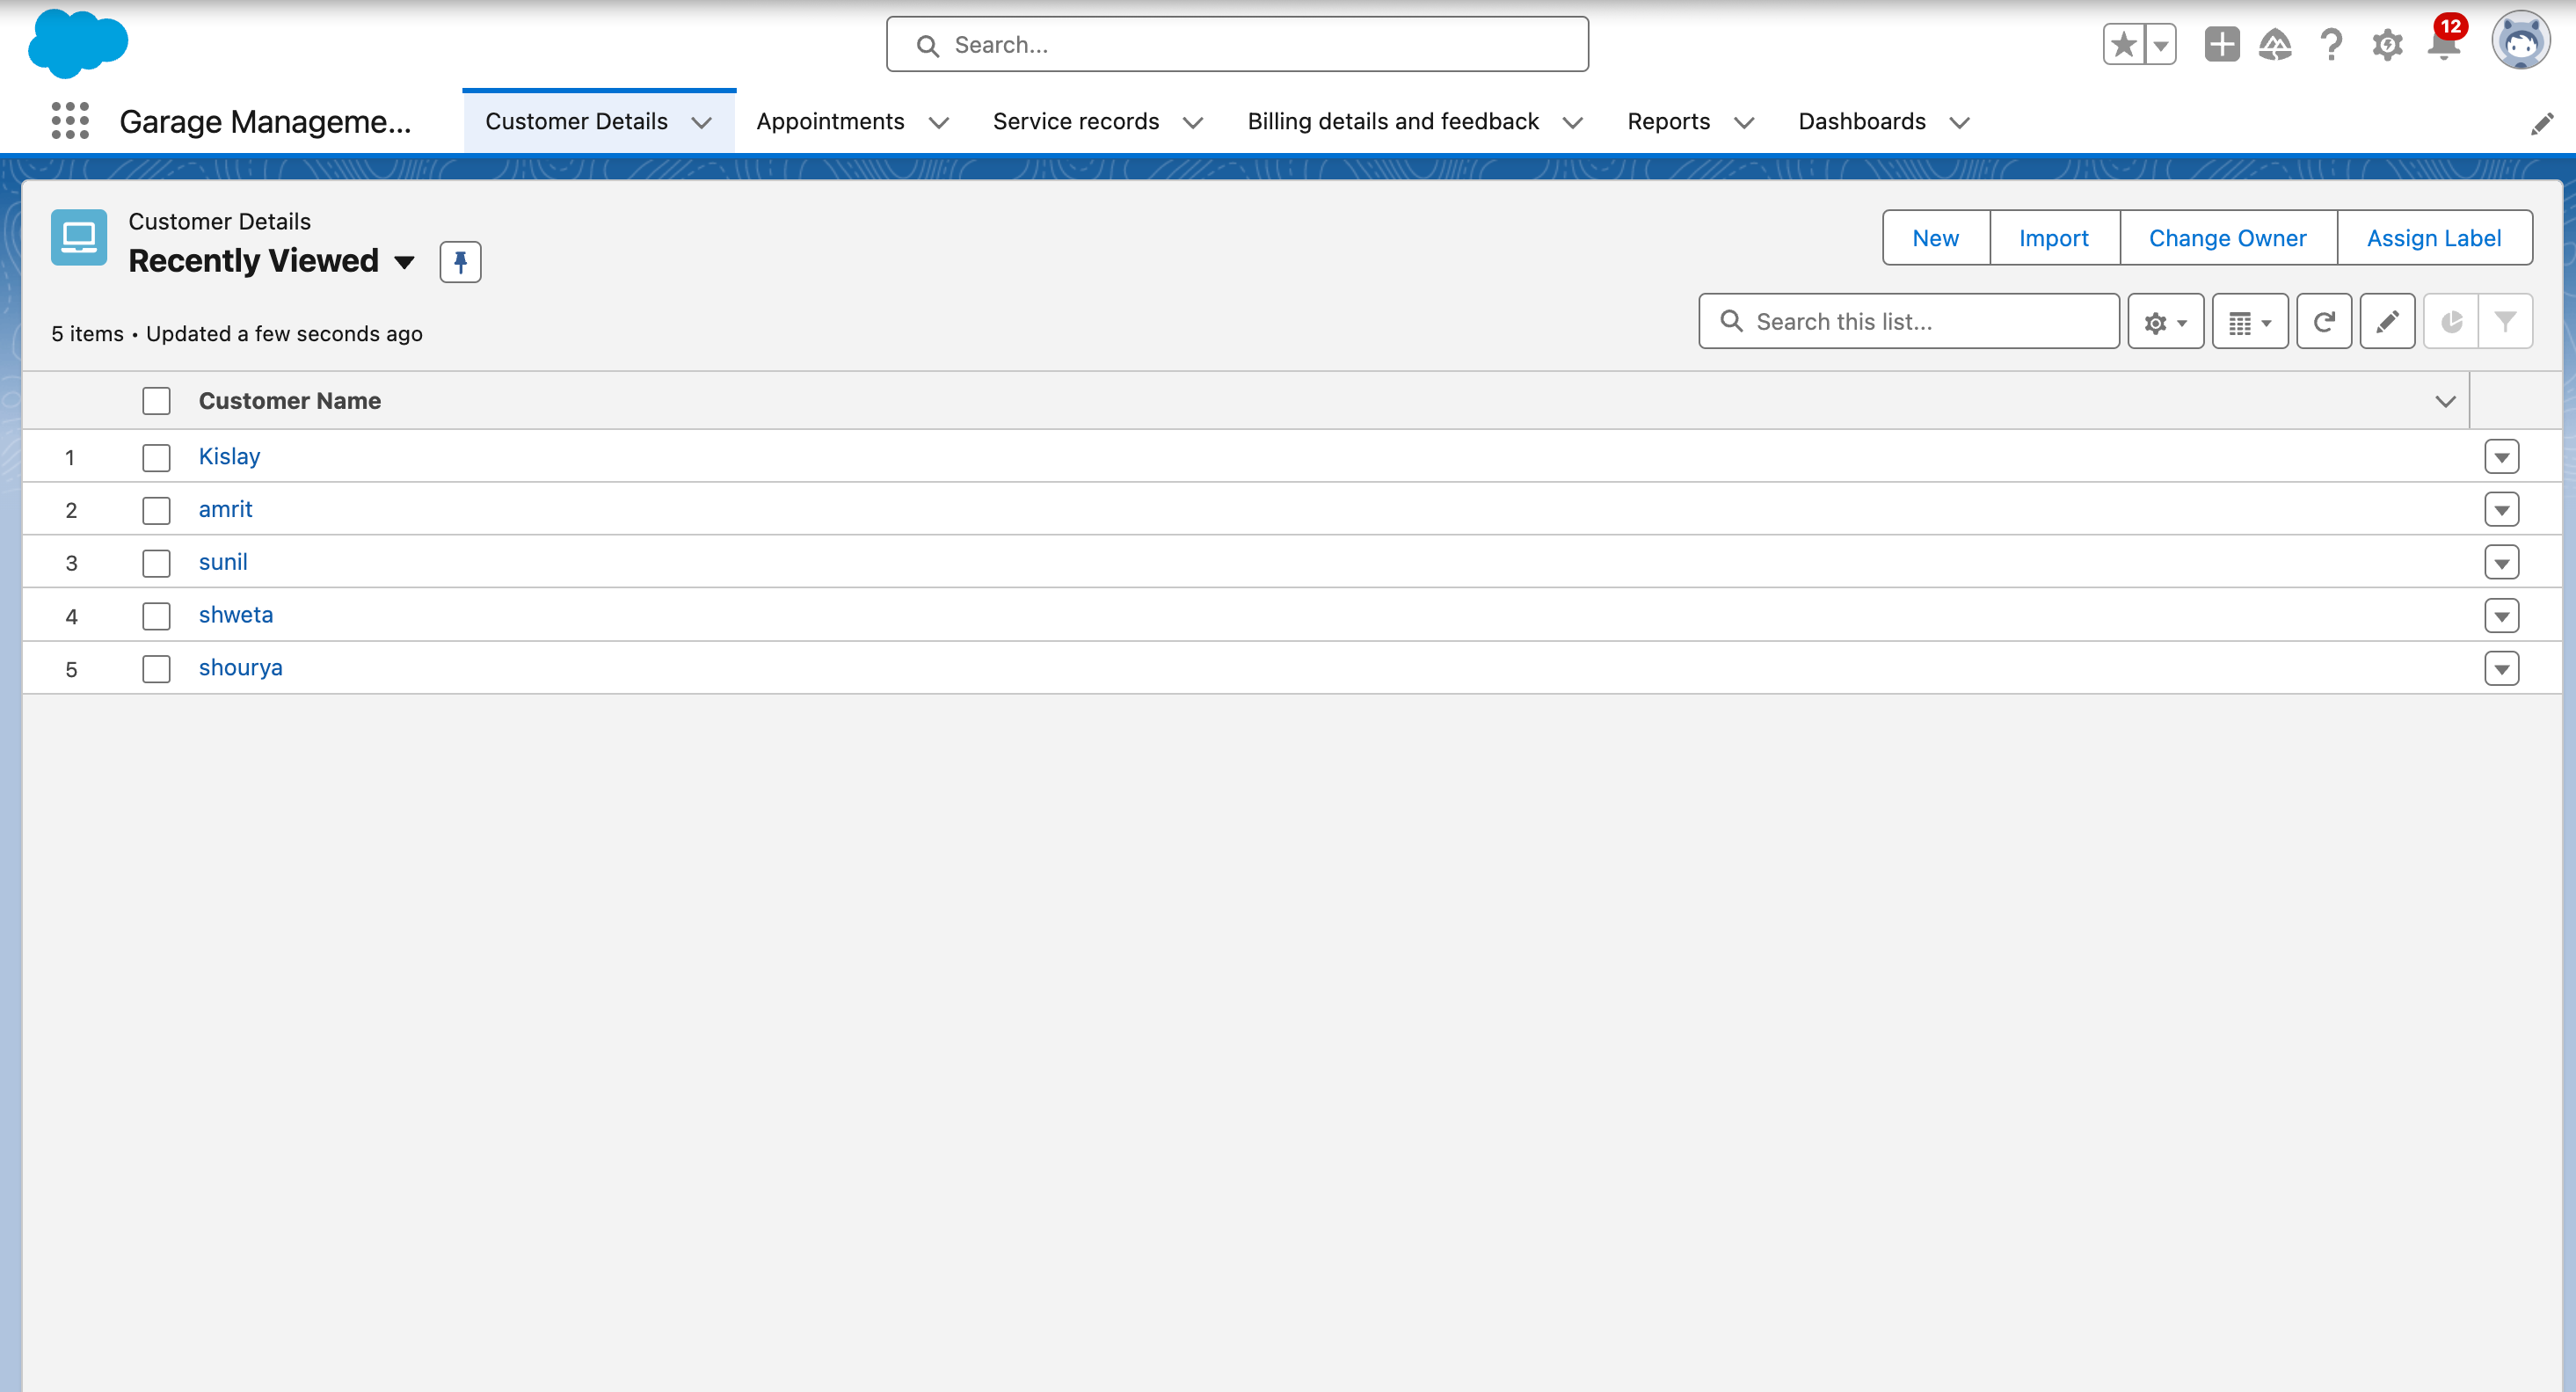 Search...
12
Garage Manageme...
Customer Details
Appointments
Service records
Billing details and feedback
Reports
Dashboards
Customer Details
Recently Viewed
New
Import
Change Owner
Assign Label
5 items • Updated a few seconds ago
Search this list...
Customer Name
1 Kislay
2 amrit
3 sunil
4 shweta
5 shourya